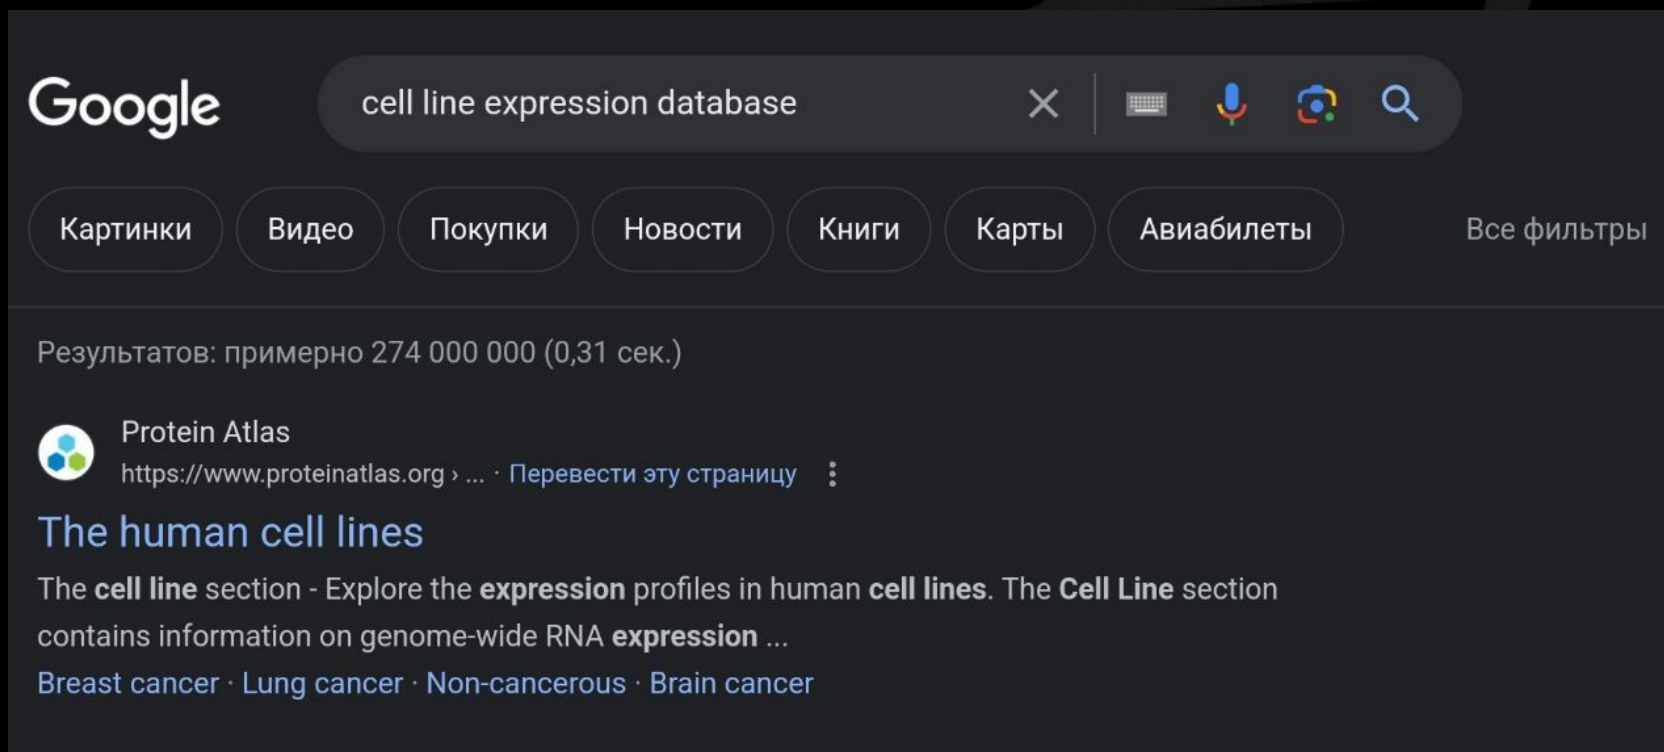 Google
cell line expression database
Картинки Видео Покупки Новости Книги Карты Авиабилеты Все фильтры
Результатов: примерно 274 000 000 (0,31 сек.)
Protein Atlas
https://www.proteinatlas.org › ... · Перевести эту страницу
The human cell lines
The cell line section - Explore the expression profiles in human cell lines. The Cell Line section
contains information on genome-wide RNA expression ...
Breast cancer · Lung cancer · Non-cancerous · Brain cancer